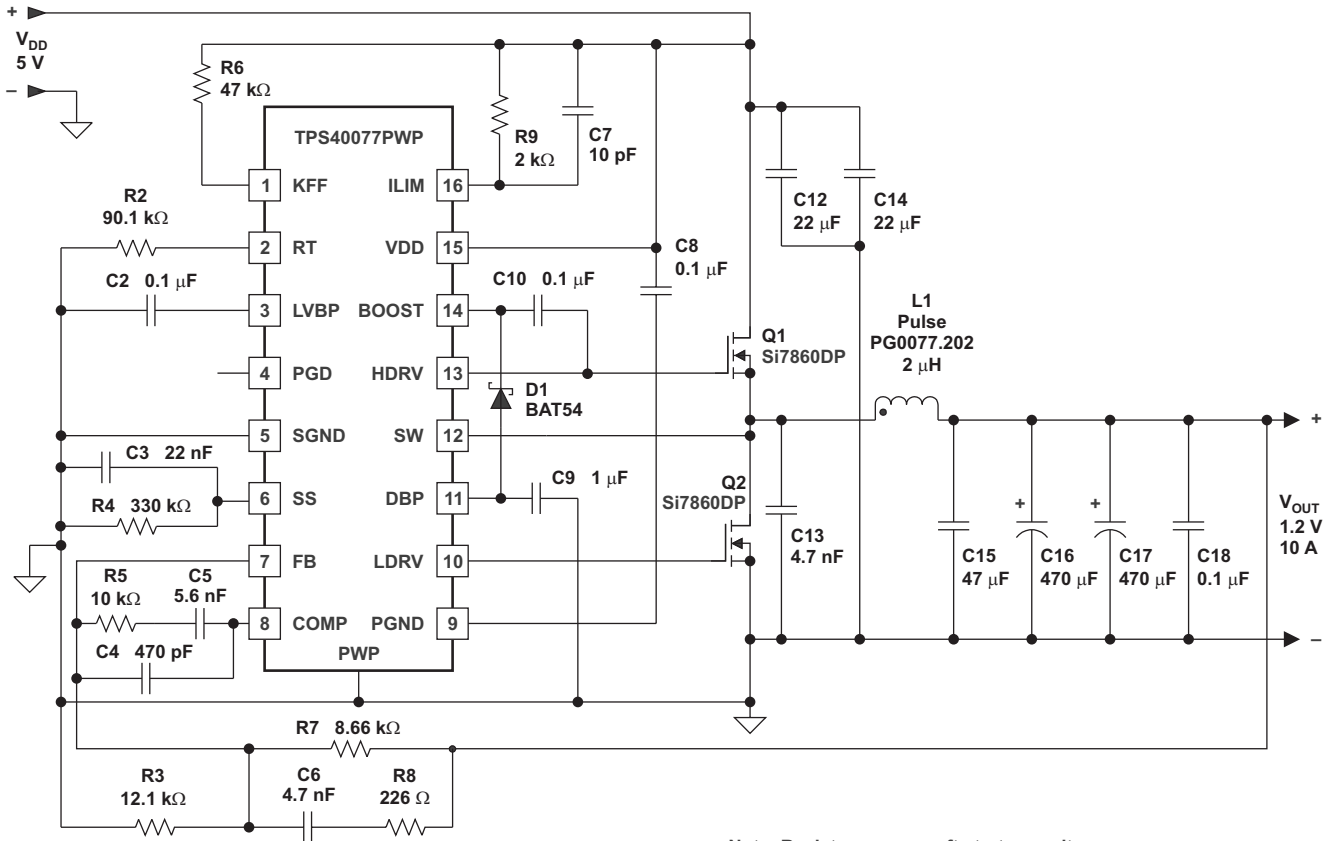 +
V_DD
5 V
–
R6
47 kΩ
TPS40077PWP
R9
2 kΩ
C7
10 pF
1 KFF
ILIM 16
R2
90.1 kΩ
2 RT
VDD 15
C8
0.1 μF
C12
22 μF
C14
22 μF
C2 0.1 μF
3 LVBP
BOOST 14
C10 0.1 μF
L1
Pulse
PG0077.202
2 μH
Q1
Si7860DP
4 PGD
HDRV 13
D1
BAT54
5 SGND
SW 12
+
C3 22 nF
6 SS
DBP 11
C9 1 μF
Q2
Si7860DP
R4 330 kΩ
C13
4.7 nF
+
+
V_OUT
1.2 V
10 A
C15
47 μF
C16
470 μF
C17
470 μF
C18
0.1 μF
7 FB
LDRV 10
R5
10 kΩ
C5
5.6 nF
8 COMP
PGND 9
–
C4 470 pF
PWP
R7 8.66 kΩ
R3
12.1 kΩ
C6
4.7 nF
R8
226 Ω